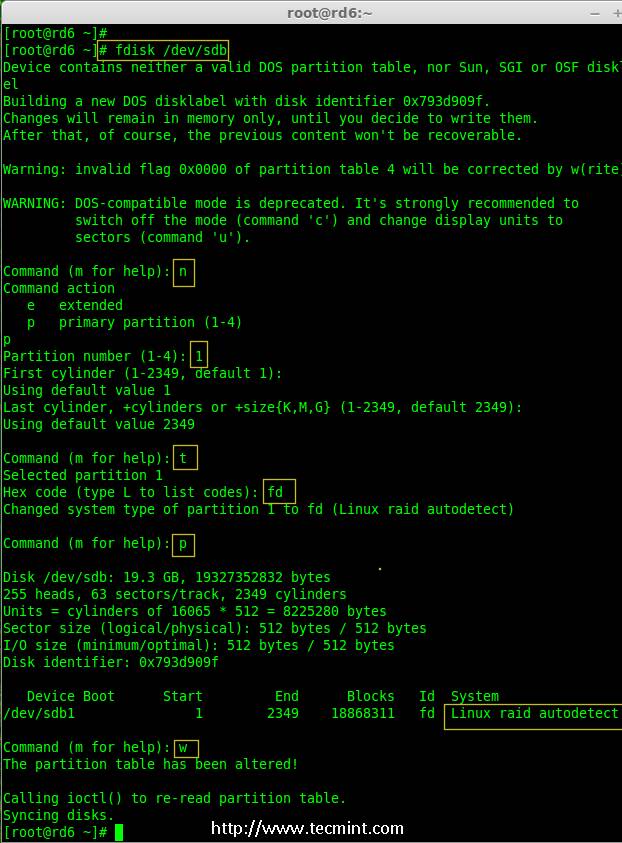 root@rd6:~
[root@rd6 ~]#
[root@rd6 ~]# fdisk /dev/sdb
Device contains neither a valid DOS partition table, nor Sun, SGI or OSF diskl
el
Building a new DOS disklabel with disk identifier 0x793d909f.
Changes will remain in memory only, until you decide to write them.
After that, of course, the previous content won't be recoverable.
Warning: invalid flag 0x0000 of partition table 4 will be corrected by w(rite)
WARNING: DOS-compatible mode is deprecated. It's strongly recommended to
switch off the mode (command 'c') and change display units to
sectors (command 'u').
Command (m for help): n
Command action
e   extended
p   primary partition (1-4)
p
Partition number (1-4): 1
First cylinder (1-2349, default 1):
Using default value 1
Last cylinder, +cylinders or +size{K,M,G} (1-2349, default 2349):
Using default value 2349
Command (m for help): t
Selected partition 1
Hex code (type L to list codes): fd
Changed system type of partition 1 to fd (Linux raid autodetect)
Command (m for help): p
Disk /dev/sdb: 19.3 GB, 19327352832 bytes
255 heads, 63 sectors/track, 2349 cylinders
Units = cylinders of 16065 * 512 = 8225280 bytes
Sector size (logical/physical): 512 bytes / 512 bytes
I/O size (minimum/optimal): 512 bytes / 512 bytes
Disk identifier: 0x793d909f
Device Boot      Start         End      Blocks   Id  System
/dev/sdb1               1        2349    18868311   fd  Linux raid autodetect
Command (m for help): w
The partition table has been altered!
Calling ioctl() to re-read partition table.
Syncing disks.
[root@rd6 ~]#
http://www.tecmint.com